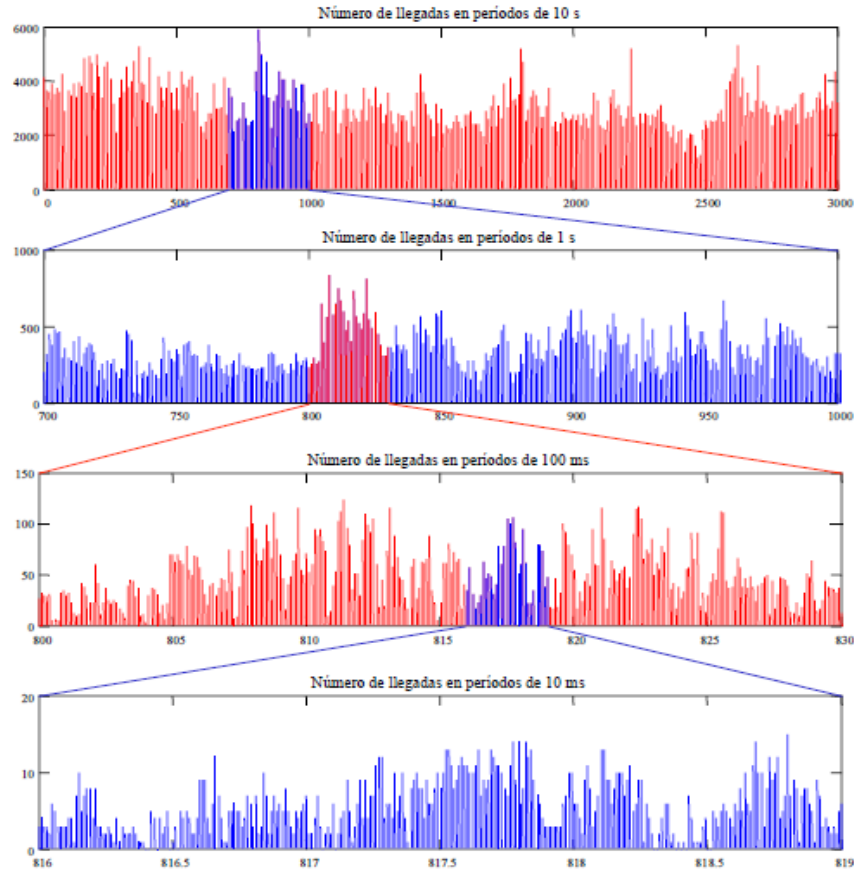 Número de llegadas en períodos de 10 s
6000
4000
2000
0
0 500 1000 1500 2000 2500 3000
Número de llegadas en períodos de 1 s
1000
500
0
700 750 800 850 900 950 1000
Número de llegadas en períodos de 100 ms
150
100
50
0
800 805 810 815 820 825 830
Número de llegadas en períodos de 10 ms
20
10
0
816 816.5 817 817.5 818 818.5 819